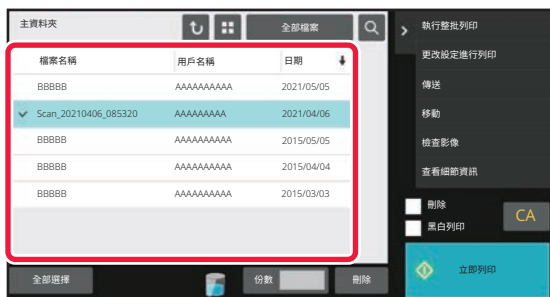 主資料夾 全部檔案
檔案名稱 用戶名稱 日期
BBBBB AAAAAAAAAA 2021/05/05
Scan_20210406_085320 AAAAAAAAA 2021/04/06
BBBBB AAAAAAAAAA 2015/05/05
BBBBB AAAAAAAAAA 2015/04/04
BBBBB AAAAAAAAAA 2015/03/03
全部選擇 份數 刪除
執行整批列印
更改設定進行列印
傳送
移動
檢查影像
查看細節資訊
刪除
黑白列印
CA
立即列印